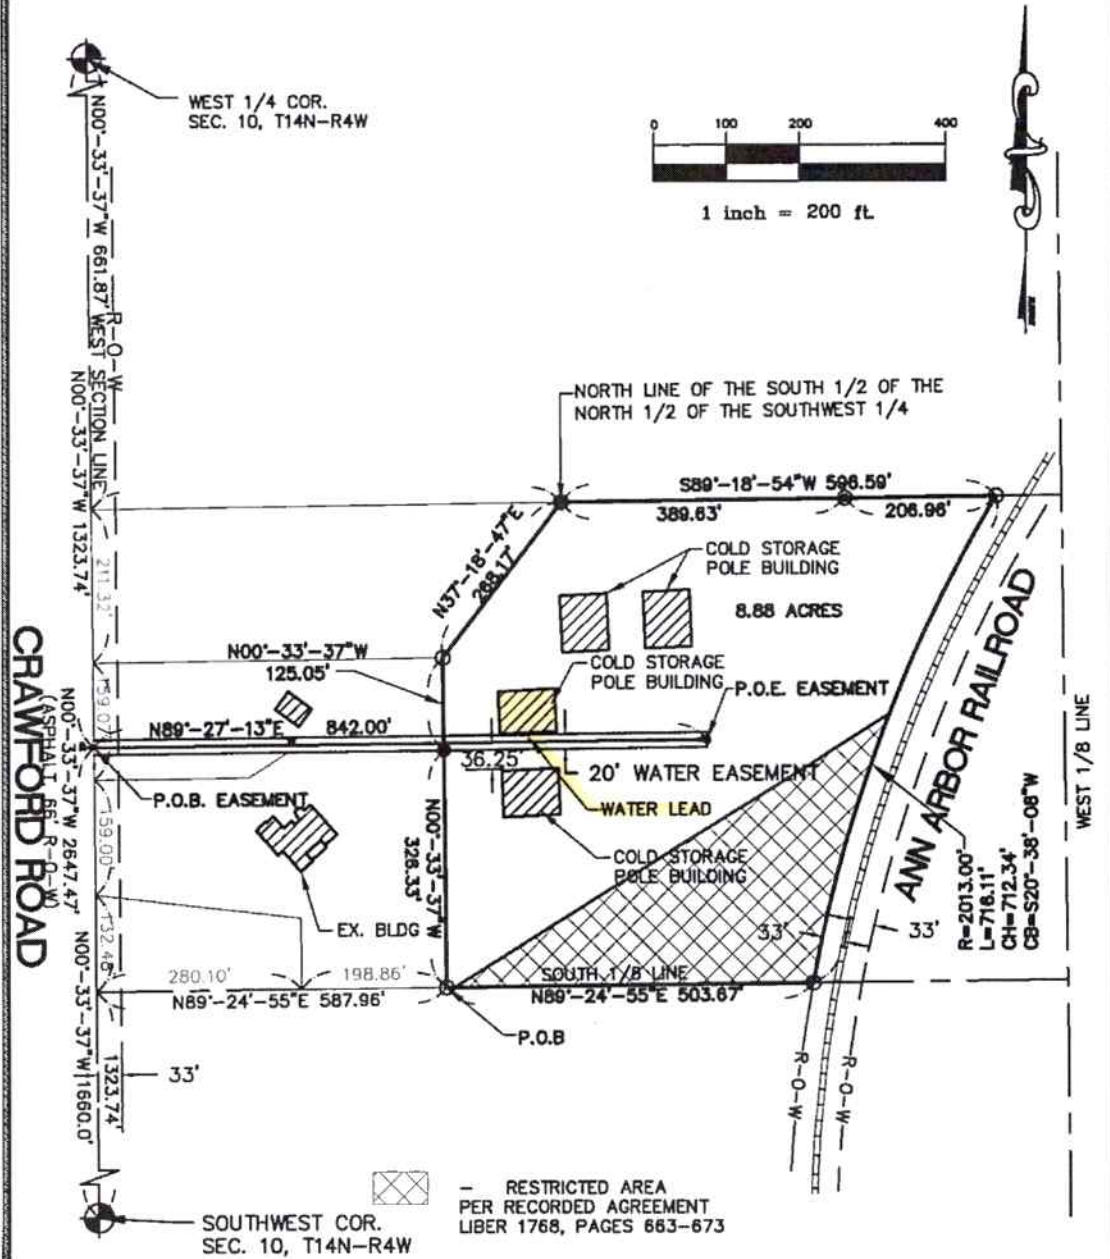 WEST 1/4 COR.
SEC. 10, T14N-R4W
0 100 200 400
1 inch = 200 ft.
N00°-33'-37"W 661.87' WEST SECTION LINE
R-O-W
N00°-33'-37"W 1323.74'
NORTH LINE OF THE SOUTH 1/2 OF THE
NORTH 1/2 OF THE SOUTHWEST 1/4
S89°-18'-54"W 596.59'
389.63'
206.96'
N37°-18'-47"E
268.17'
COLD STORAGE
POLE BUILDING
8.88 ACRES
211.32'
N00°-33'-37"W
125.05'
COLD STORAGE
POLE BUILDING
P.O.E. EASEMENT
159.07'
N89°-27'-13"E 842.00'
36.25'
20' WATER EASEMENT
P.O.B. EASEMENT
WATER LEAD
CRAWFORD ROAD
(ASPHALT 66' R-O-W)
N00°-33'-37"W 2647.47'
159.00'
N00°-33'-37"W
328.33'
COLD STORAGE
POLE BUILDING
ANN ARBOR RAILROAD
WEST 1/8 LINE
R=2013.00'
L=716.11'
CH=712.34'
CB=S20°-38'-08"W
EX. BLDG
132.48'
33'
33'
280.10'
198.86'
SOUTH 1/8 LINE
N89°-24'-55"E 587.96'
N89°-24'-55"E 503.67'
P.O.B
N00°-33'-37"W 1660.0'
1323.74'
33'
R-O-W
R-O-W
- RESTRICTED AREA
PER RECORDED AGREEMENT
LIBER 1768, PAGES 663-673
SOUTHWEST COR.
SEC. 10, T14N-R4W